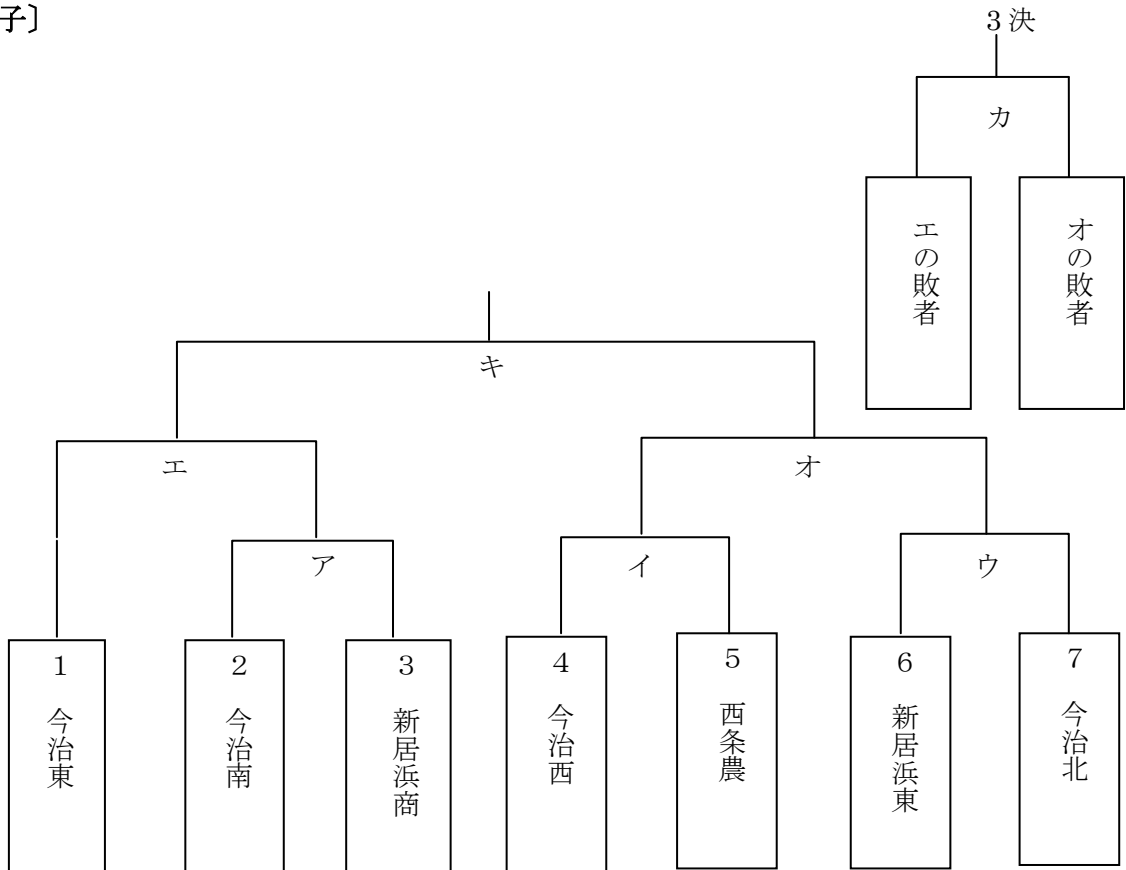 子〕
3決
カ
エの敗者
オの敗者
キ
エ
オ
ア
イ
ウ
1 今治東
2 今治南
3 新居浜商
4 今治西
5 西条農
6 新居浜東
7 今治北